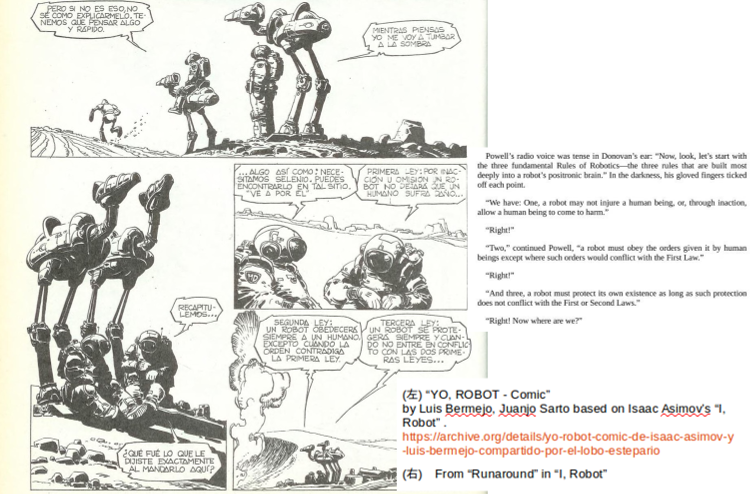 PERO SI NO ES ESO, NO
SÉ COMO EXPLICARMELO, TE-
NEMOS QUE PENSAR ALGO
Y RÁPIDO.
MIENTRAS PIENSAS
YO ME VOY A TUMBAR
A LA SOMBRA
RECAPITU-
LEMOS...
¿QUÉ FUÉ LO QUE LE
DIJISTE EXACTAMENTE
AL MANDARLO AQUÍ?
...ALGO ASÍ COMO: NECE-
SITAMOS SELENIO. PUEDES
ENCONTRARLO EN TAL SITIO.
"VE A POR ÉL"
PRIMERA LEY: POR INAC-
CIÓN U OMISIÓN UN RO-
BOT NO DEJARÁ QUE UN
HUMANO SUFRA DAÑO...
SEGUNDA LEY:
UN ROBOT OBEDECERÁ
SIEMPRE A UN HUMANO,
EXCEPTO CUANDO LA
ORDEN CONTRADIGA
LA PRIMERA LEY.
TERCERA LEY:
UN ROBOT SE PROTE-
GERÁ SIEMPRE Y CUAN-
DO NO ENTRE EN CONFLIC-
TO CON LAS DOS PRIME-
RAS LEYES...
Powell's radio voice was tense in Donovan's ear: "Now, look, let's start with
the three fundamental Rules of Robotics—the three rules that are built most
deeply into a robot's positronic brain." In the darkness, his gloved fingers ticked
off each point.
"We have: One, a robot may not injure a human being, or, through inaction,
allow a human being to come to harm."
"Right!"
"Two," continued Powell, "a robot must obey the orders given it by human
beings except where such orders would conflict with the First Law."
"Right!"
"And three, a robot must protect its own existence as long as such protection
does not conflict with the First or Second Laws."
"Right! Now where are we?"
(左) "YO, ROBOT - Comic"
by Luis Bermejo, Juanjo Sarto based on Isaac Asimov's "I,
Robot" .
https://archive.org/details/yo-robot-comic-de-isaac-asimov-y
-luis-bermejo-compartido-por-el-lobo-estepario
(右) From "Runaround" in "I, Robot"